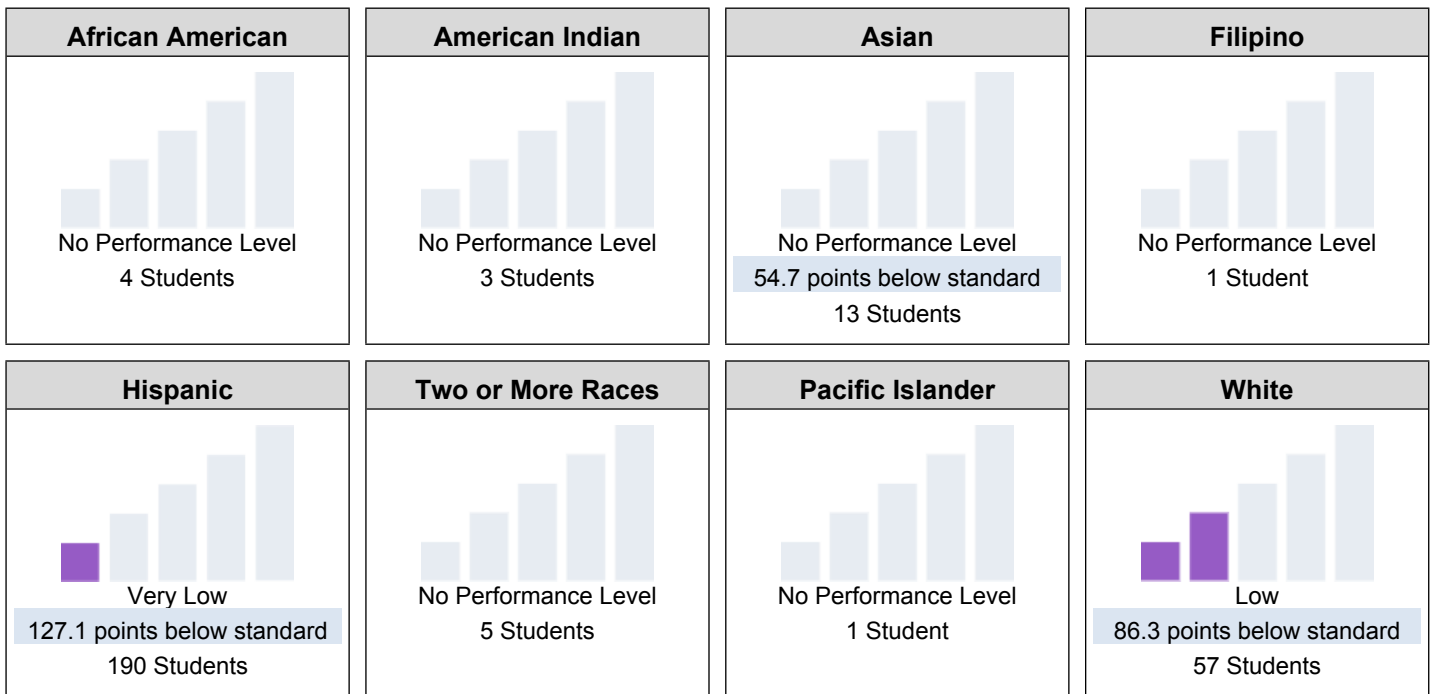 African American
No Performance Level
4 Students
American Indian
No Performance Level
3 Students
Asian
No Performance Level
54.7 points below standard
13 Students
Filipino
No Performance Level
1 Student
Hispanic
Very Low
127.1 points below standard
190 Students
Two or More Races
No Performance Level
5 Students
Pacific Islander
No Performance Level
1 Student
White
Low
86.3 points below standard
57 Students